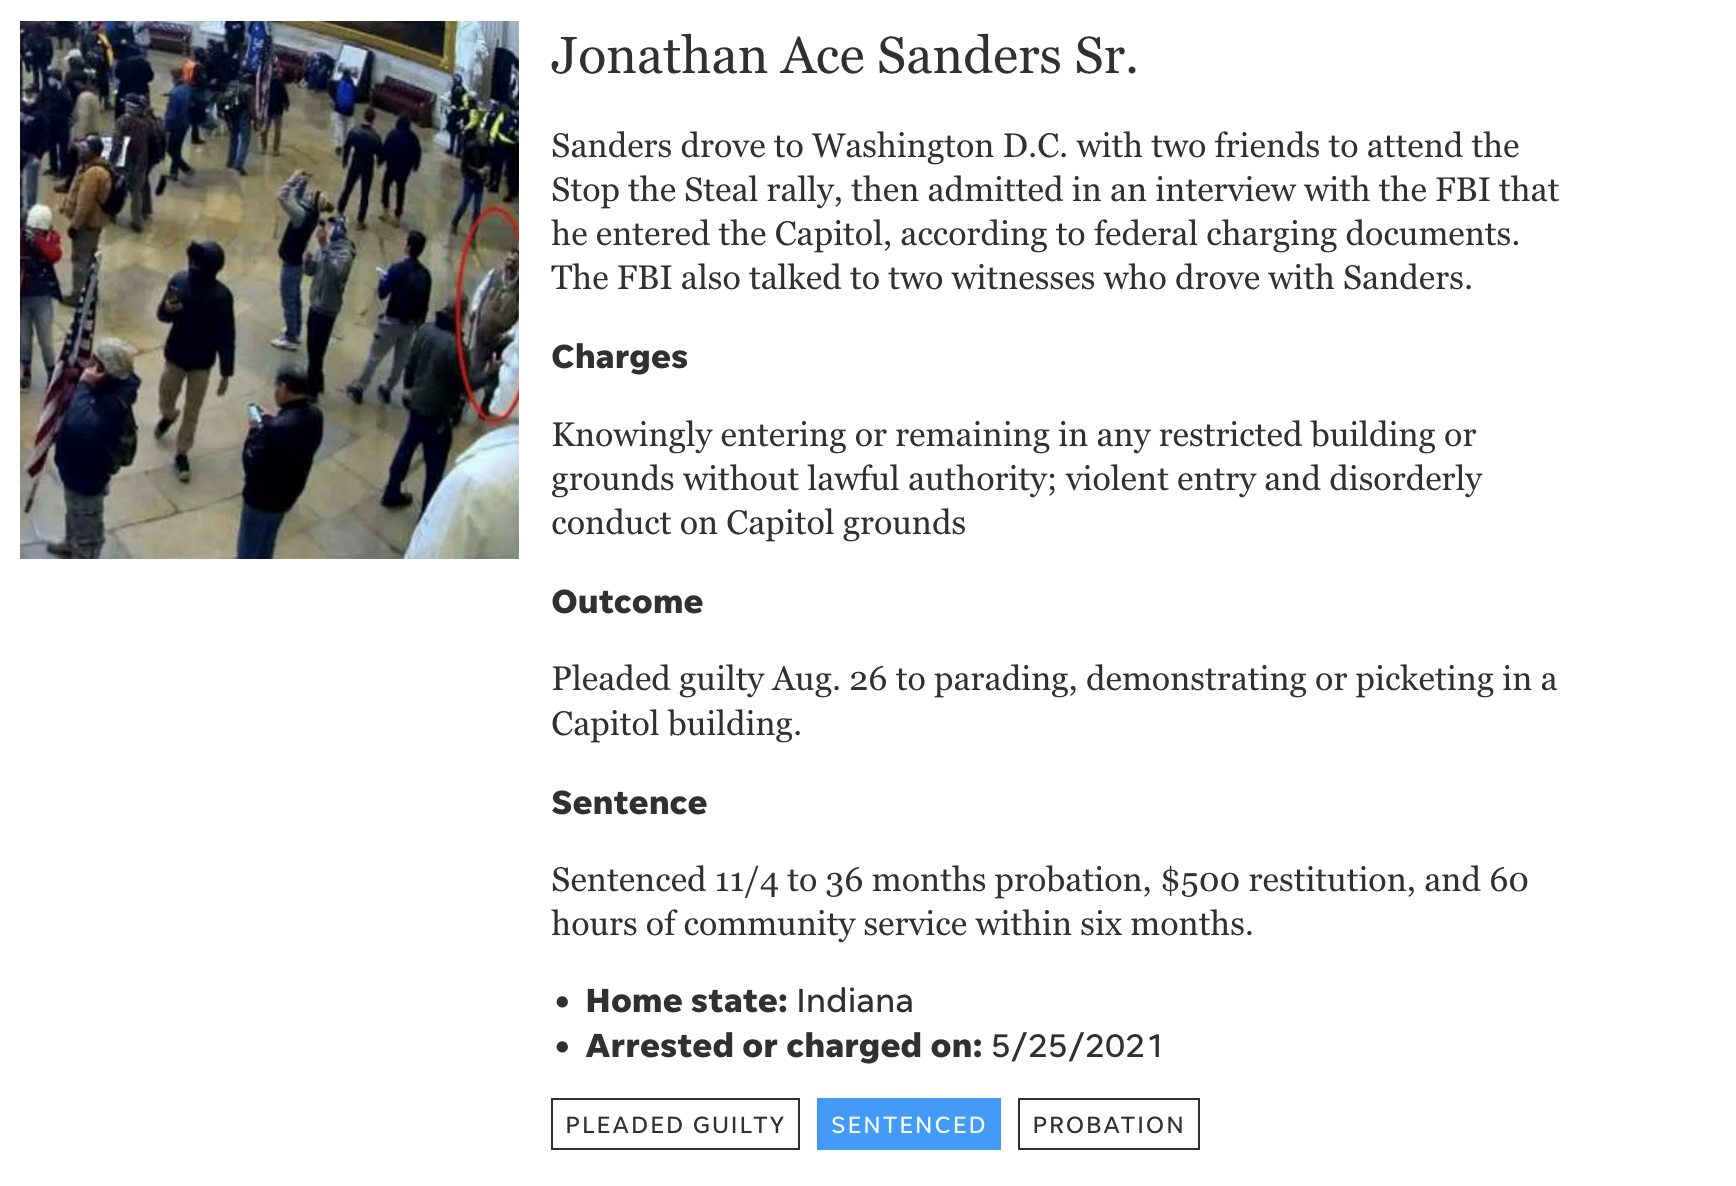 Jonathan Ace Sanders Sr.
Sanders drove to Washington D.C. with two friends to attend the
Stop the Steal rally, then admitted in an interview with the FBI that
he entered the Capitol, according to federal charging documents.
The FBI also talked to two witnesses who drove with Sanders.
Charges
Knowingly entering or remaining in any restricted building or
grounds without lawful authority; violent entry and disorderly
conduct on Capitol grounds
Outcome
Pleaded guilty Aug. 26 to parading, demonstrating or picketing in a
Capitol building.
Sentence
Sentenced 11/4 to 36 months probation, $500 restitution, and 60
hours of community service within six months.
• Home state: Indiana
• Arrested or charged on: 5/25/2021
PLEADED GUILTY SENTENCED PROBATION